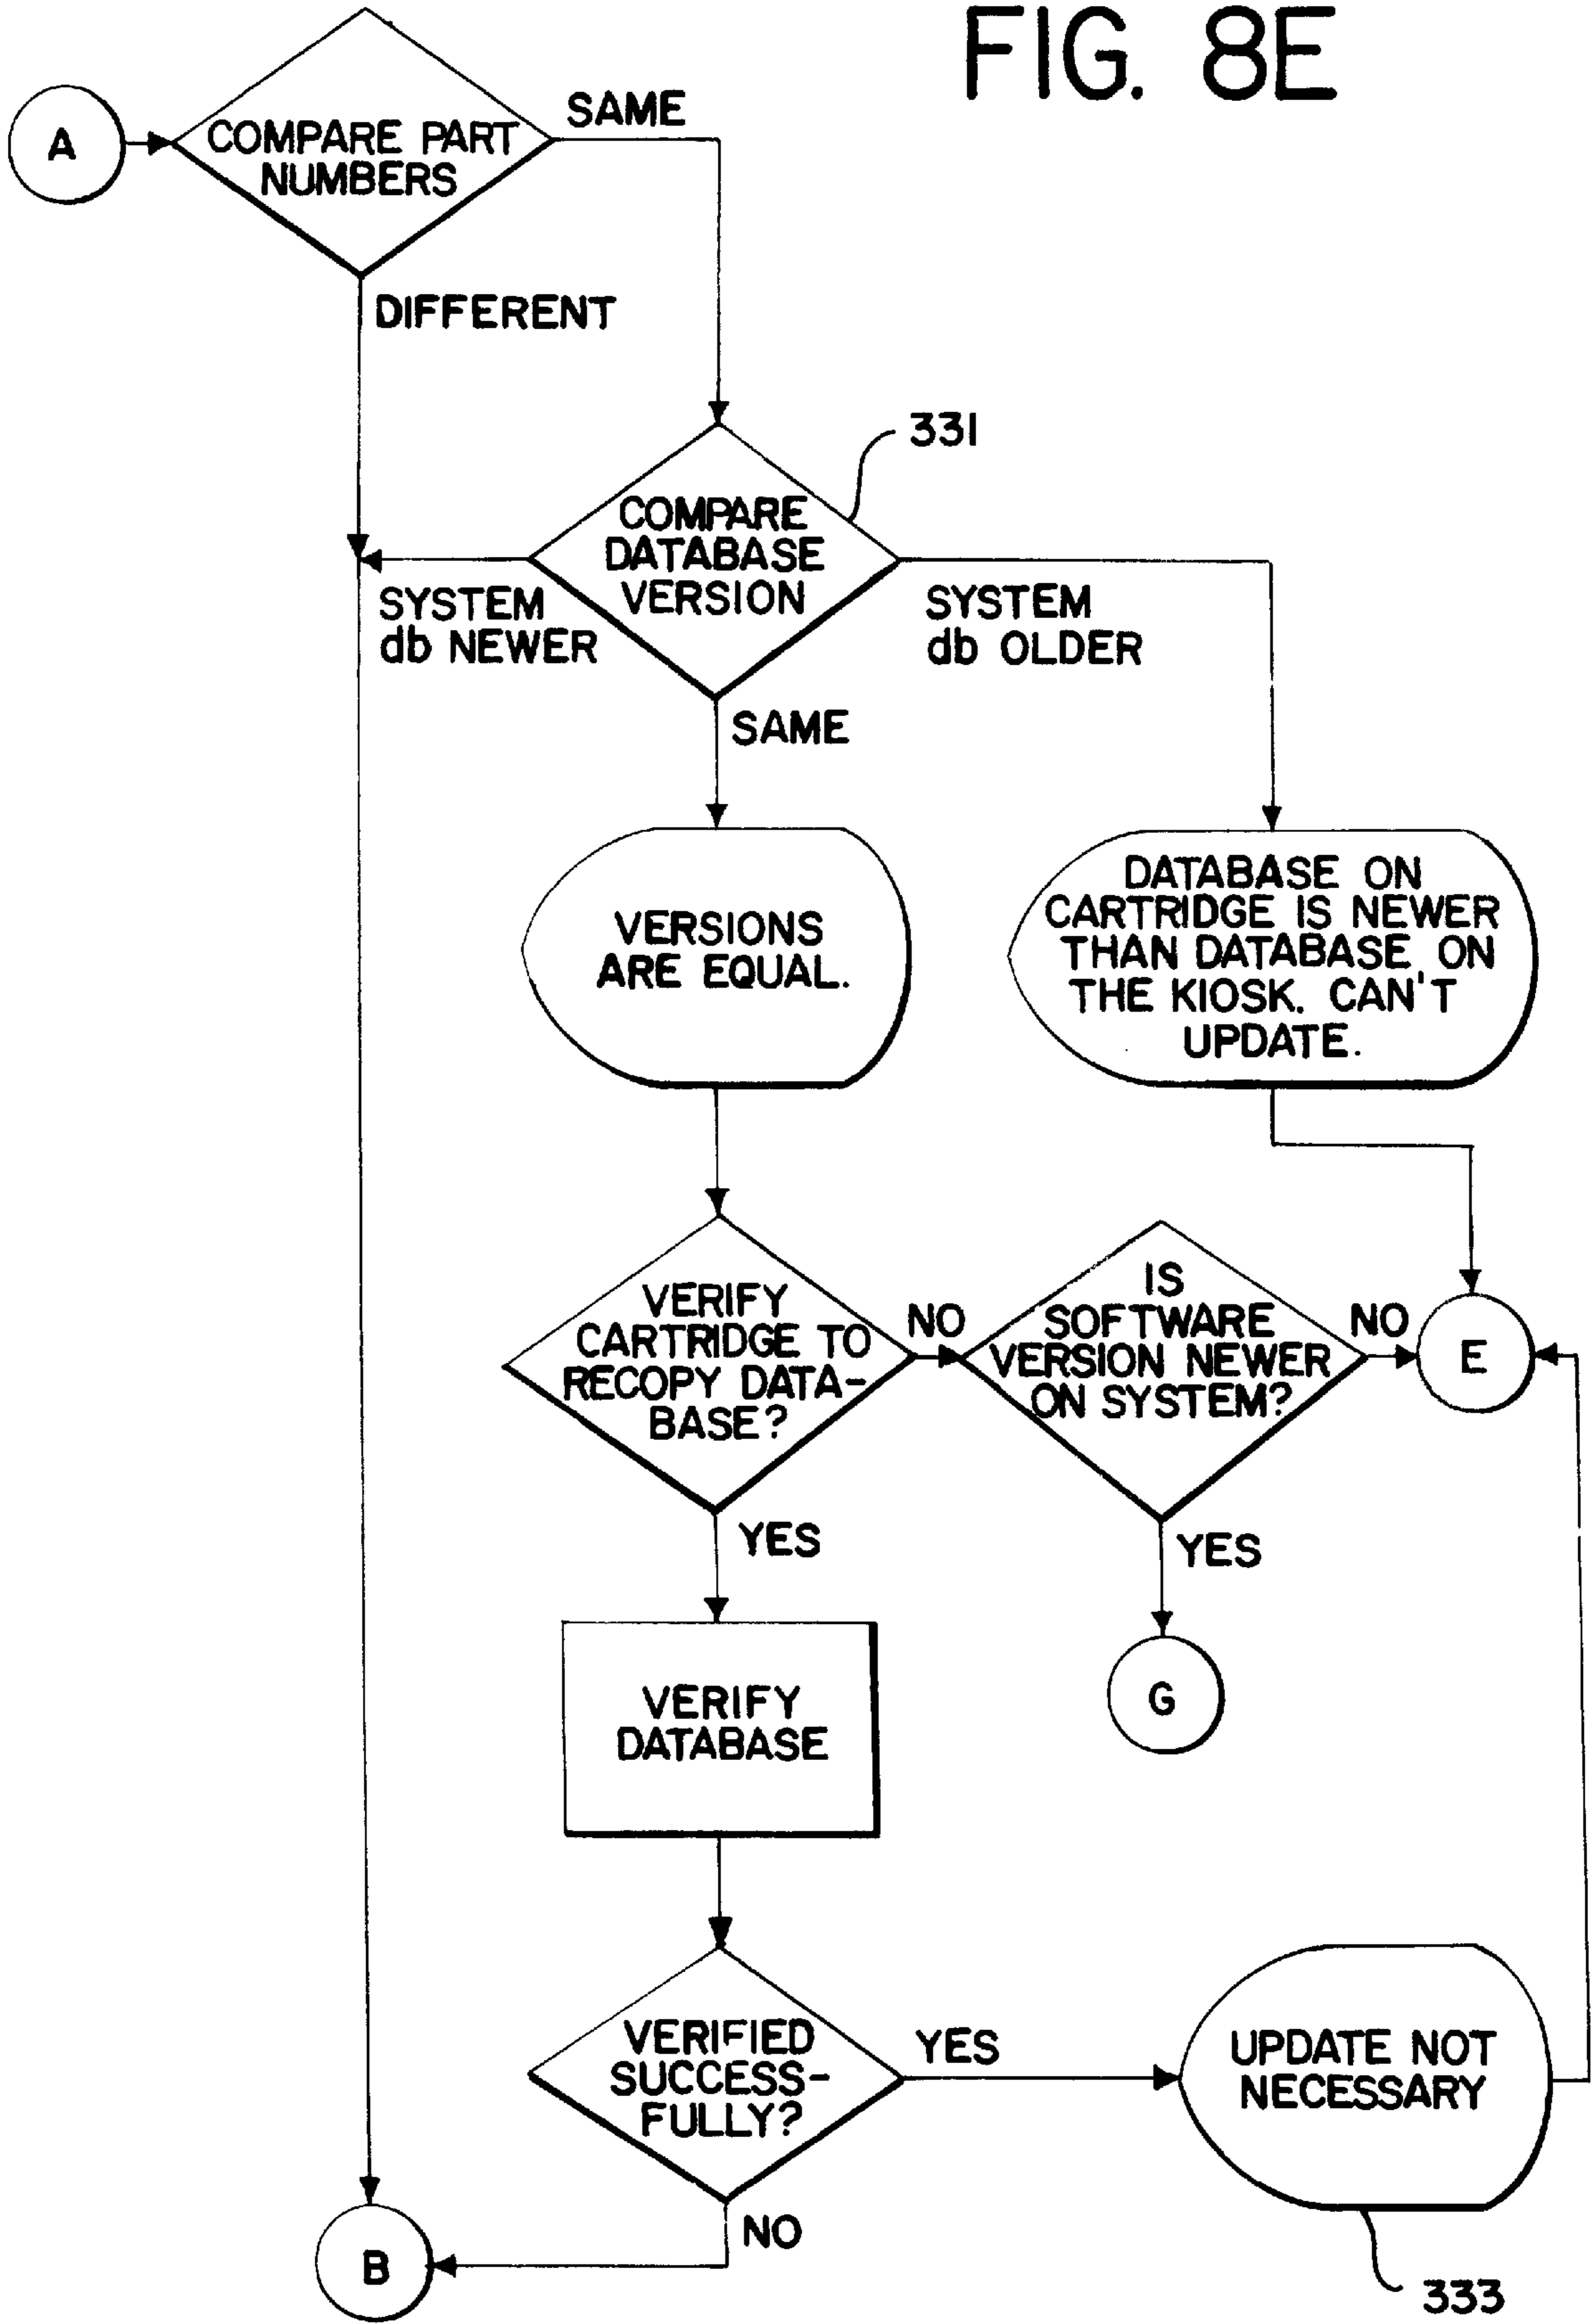 FIG. 8E
A
COMPARE PART
NUMBERS
SAME
DIFFERENT
331
COMPARE
DATABASE
VERSION
SYSTEM
db NEWER
SYSTEM
db OLDER
SAME
VERSIONS
ARE EQUAL.
DATABASE ON
CARTRIDGE IS NEWER
THAN DATABASE ON
THE KIOSK. CAN'T
UPDATE.
VERIFY
CARTRIDGE TO
RECOPY DATA-
BASE?
NO
IS
SOFTWARE
VERSION NEWER
ON SYSTEM?
NO
E
YES
YES
G
VERIFY
DATABASE
VERIFIED
SUCCESS-
FULLY?
YES
UPDATE NOT
NECESSARY
NO
B
333